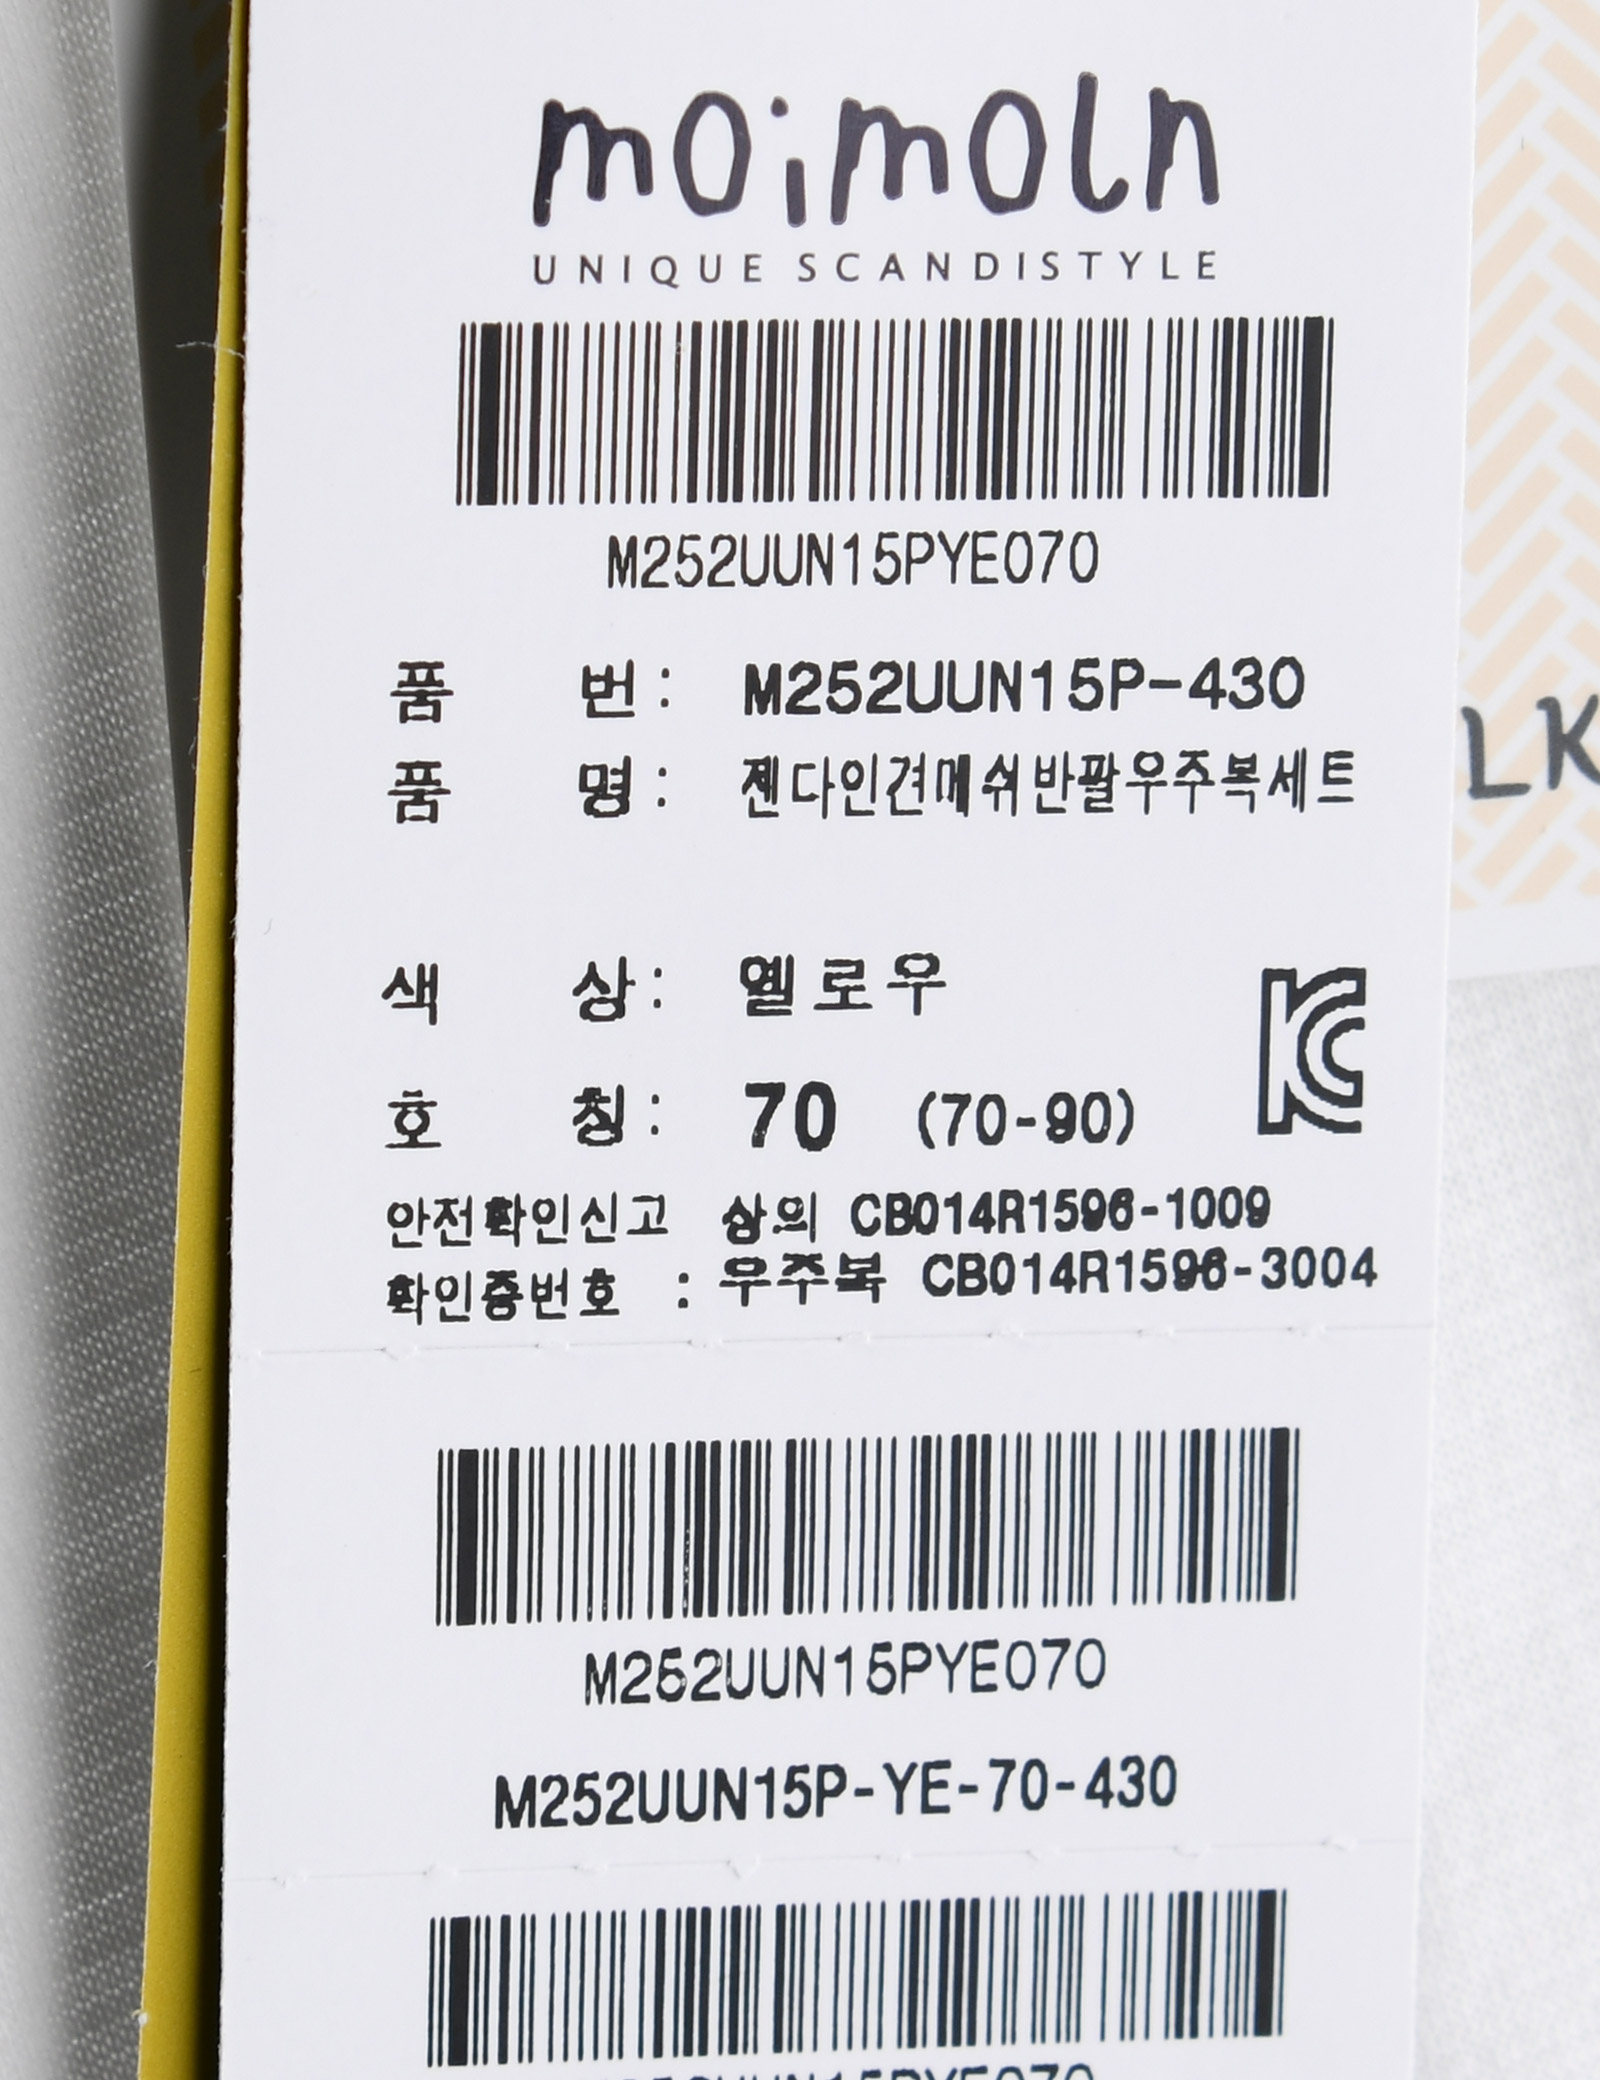 moimoln
UNIQUE SCANDISTYLE
M252UUN15PYE070
품 번 : M252UUN15P-430
품 명 : 젠다인견메쉬반팔우주복세트
색 상 : 옐로우
호 칭 : 70 (70-90)
KC
안전확인신고 상의 CB014R1596-1009
확인증번호 : 우주복 CB014R1596-3004
M252UUN15PYE070
M252UUN15P-YE-70-430
M252UUN15PYE070
LK